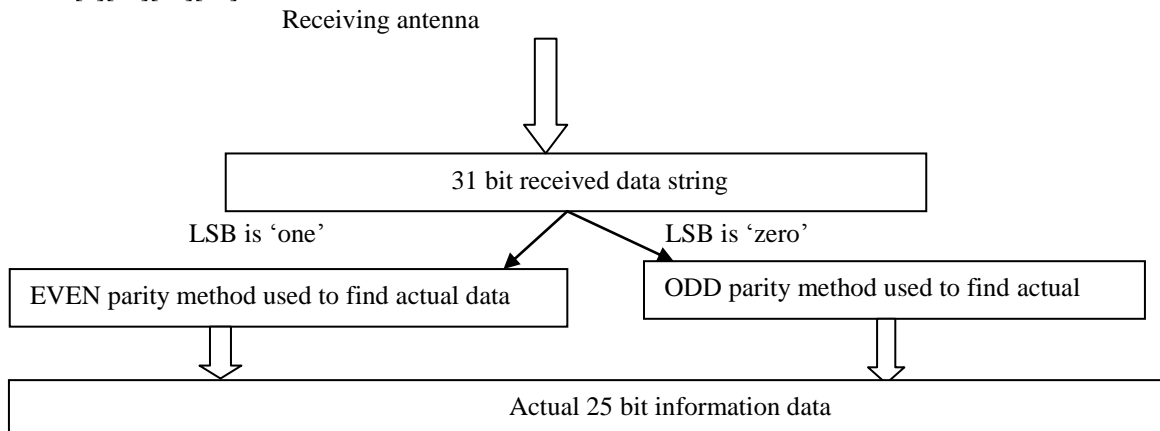 Receiving antenna
31 bit received data string
LSB is ‘one’
LSB is ‘zero’
EVEN parity method used to find actual data
ODD parity method used to find actual
Actual 25 bit information data